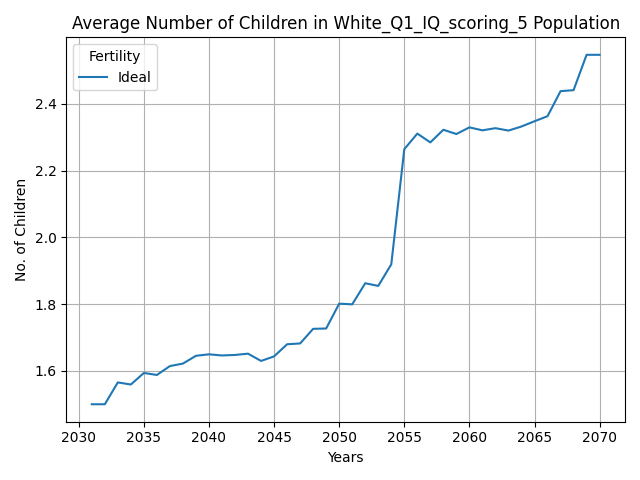 Average Number of Children in White_Q1_IQ_scoring_5 Population
Fertility
Ideal
No. of Children
2.4
2.2
2.0
1.8
1.6
2030 2035 2040 2045 2050 2055 2060 2065 2070
Years